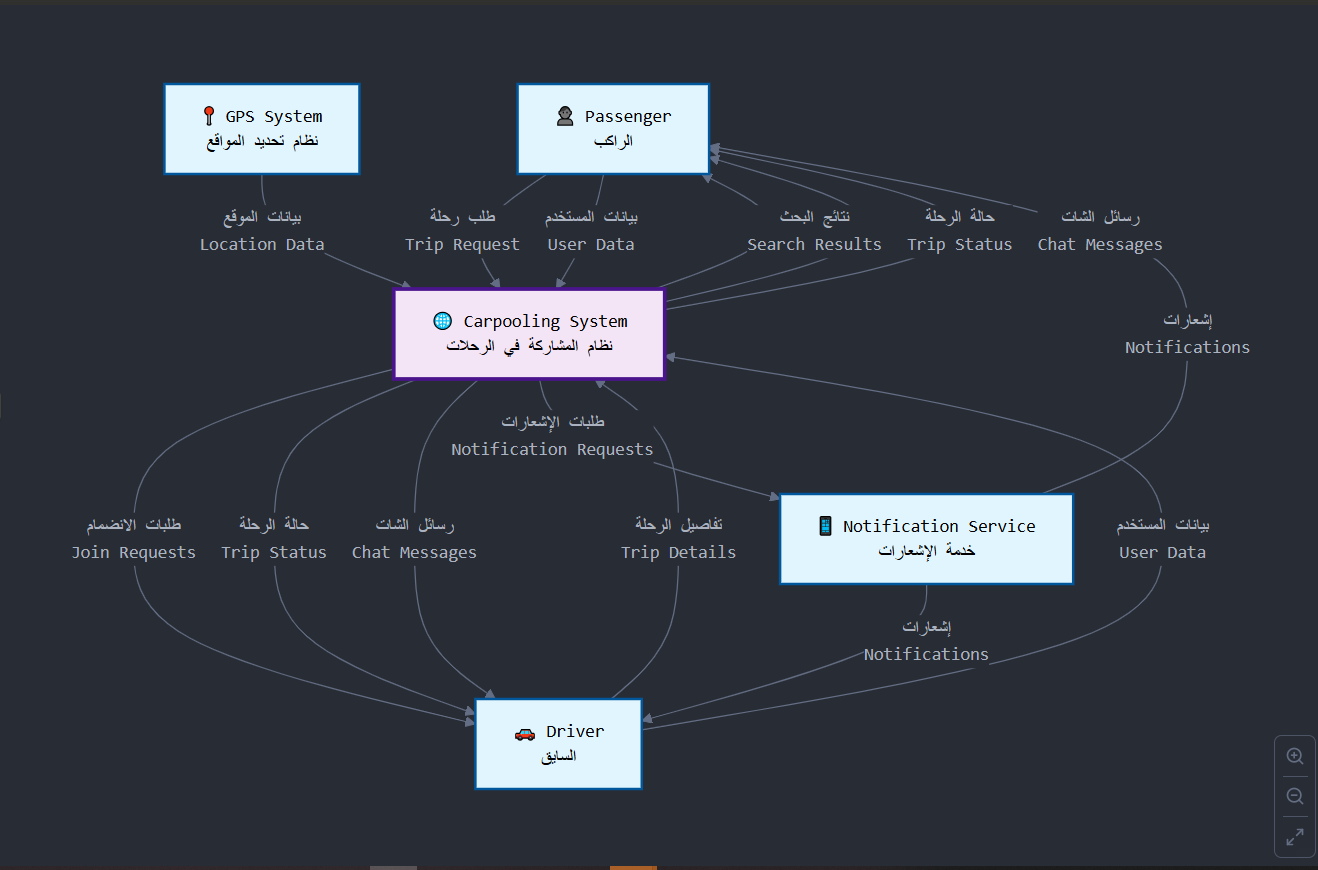 GPS System
نظام تحديد المواقع
Passenger
الراكب
بيانات الموقع
Location Data
طلب رحلة
Trip Request
بيانات المستخدم
User Data
نتائج البحث
Search Results
حالة الرحلة
Trip Status
رسائل الشات
Chat Messages
Carpooling System
نظام المشاركة في الرحلات
إشعارات
Notifications
طلبات الإشعارات
Notification Requests
طلبات الانضمام
Join Requests
حالة الرحلة
Trip Status
رسائل الشات
Chat Messages
تفاصيل الرحلة
Trip Details
Notification Service
خدمة الإشعارات
بيانات المستخدم
User Data
إشعارات
Notifications
Driver
السايق